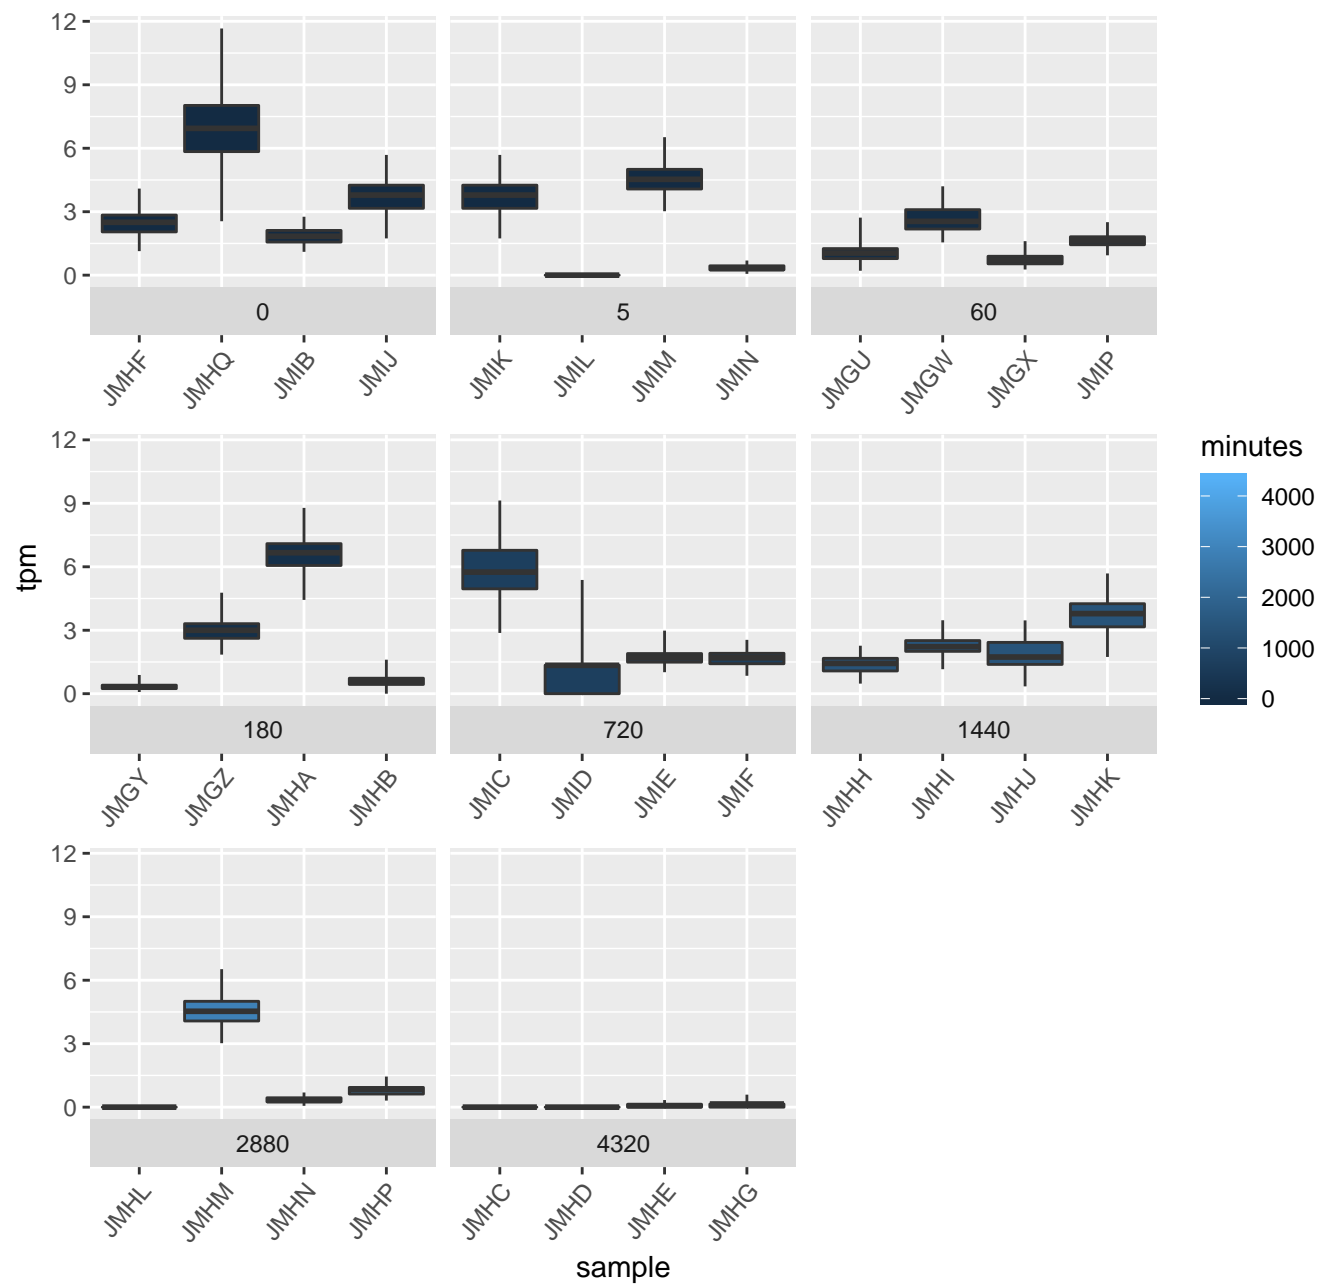 12
9
6
3
0
0
5
60
JMHF
JMHQ
JMIB
JMIJ
JMIK
JMIL
JMIM
JMIN
JMGU
JMGW
JMGX
JMIP
tpm
12
9
6
3
0
180
720
1440
JMGY
JMGZ
JMHA
JMHB
JMIC
JMID
JMIE
JMIF
JMHH
JMHI
JMHJ
JMHK
12
9
6
3
0
2880
4320
JMHL
JMHM
JMHN
JMHP
JMHC
JMHD
JMHE
JMHG
sample
minutes
4000
3000
2000
1000
0